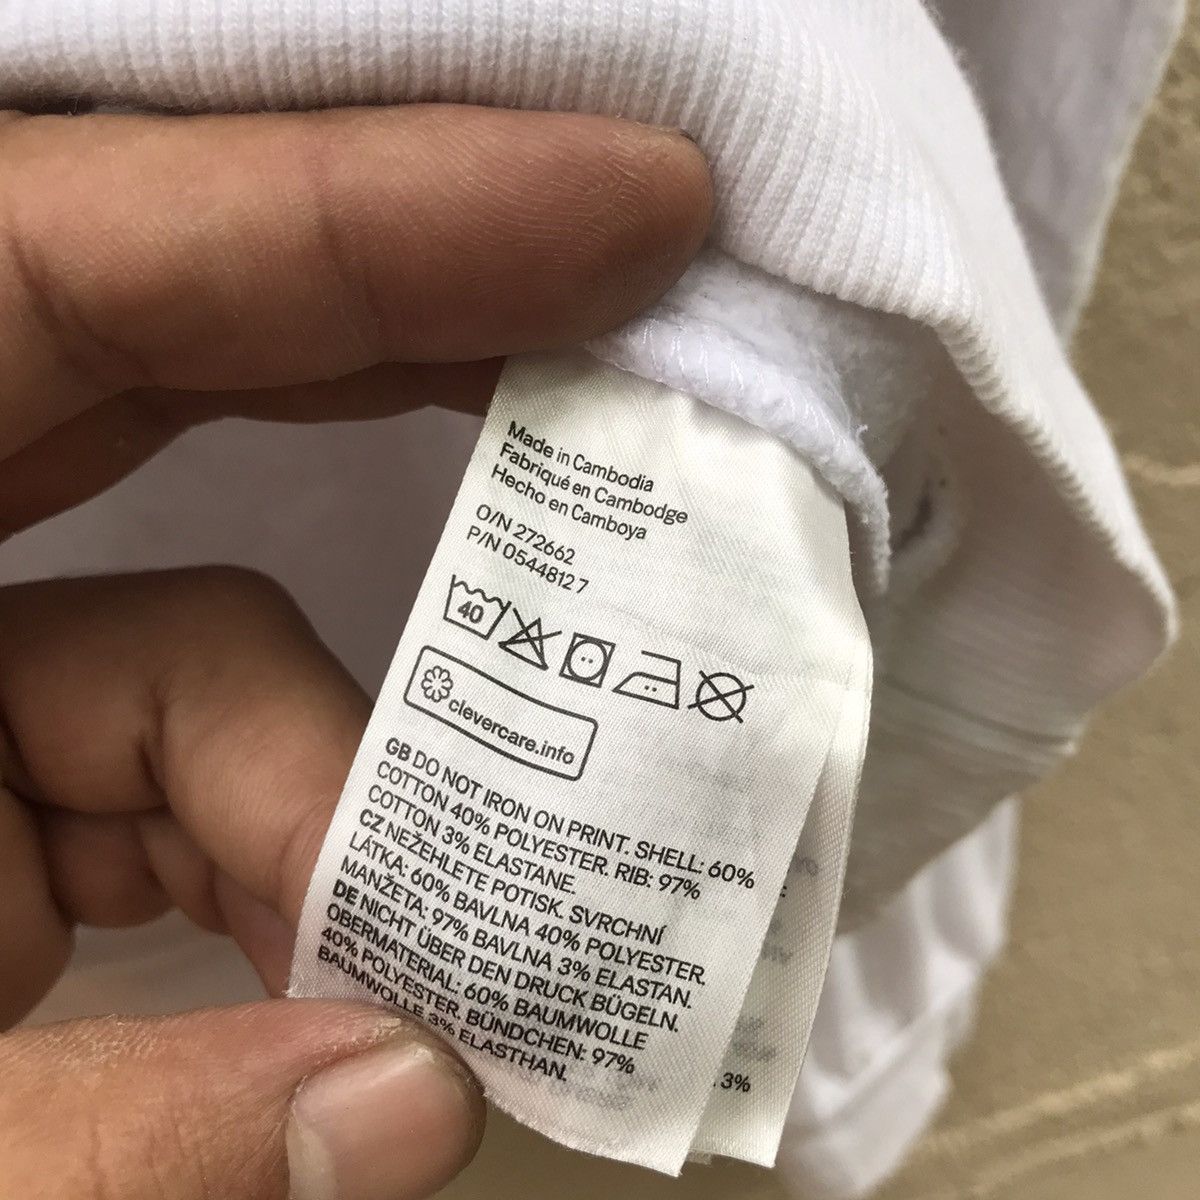 Made in Cambodia
Fabriqué en Cambodge
Hecho en Camboya
O/N 272662
P/N 0544812 7
40
clevercare.info
GB DO NOT IRON ON PRINT. SHELL: 60%
COTTON 40% POLYESTER. RIB: 97%
COTTON 3% ELASTANE.
CZ NEŽEHLETE POTISK. SVRCHNÍ
LÁTKA: 60% BAVLNA 40% POLYESTER.
MANŽETA: 97% BAVLNA 3% ELASTAN.
DE NICHT ÜBER DEN DRUCK BÜGELN.
OBERMATERIAL: 60% BAUMWOLLE
40% POLYESTER. BÜNDCHEN: 97%
BAUMWOLLE 3% ELASTHAN.
3%